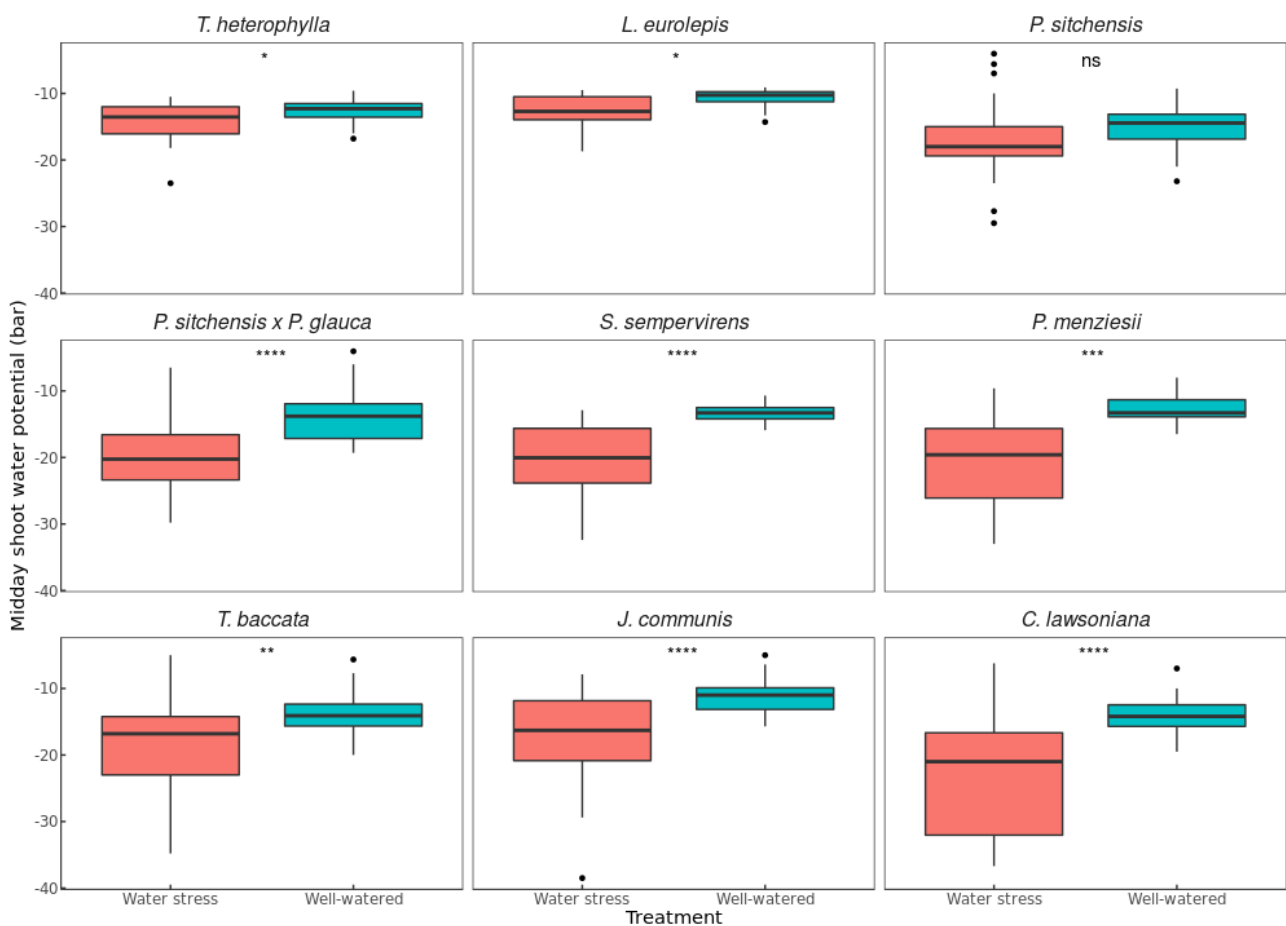 T. heterophylla
L. eurolepis
P. sitchensis
*
*
ns
-10
-20
-30
-40
P. sitchensis x P. glauca
S. sempervirens
P. menziesii
****
****
***
-10
-20
-30
-40
Midday shoot water potential (bar)
T. baccata
J. communis
C. lawsoniana
**
****
****
-10
-20
-30
-40
Water stress
Well-watered
Water stress
Well-watered
Water stress
Well-watered
Treatment